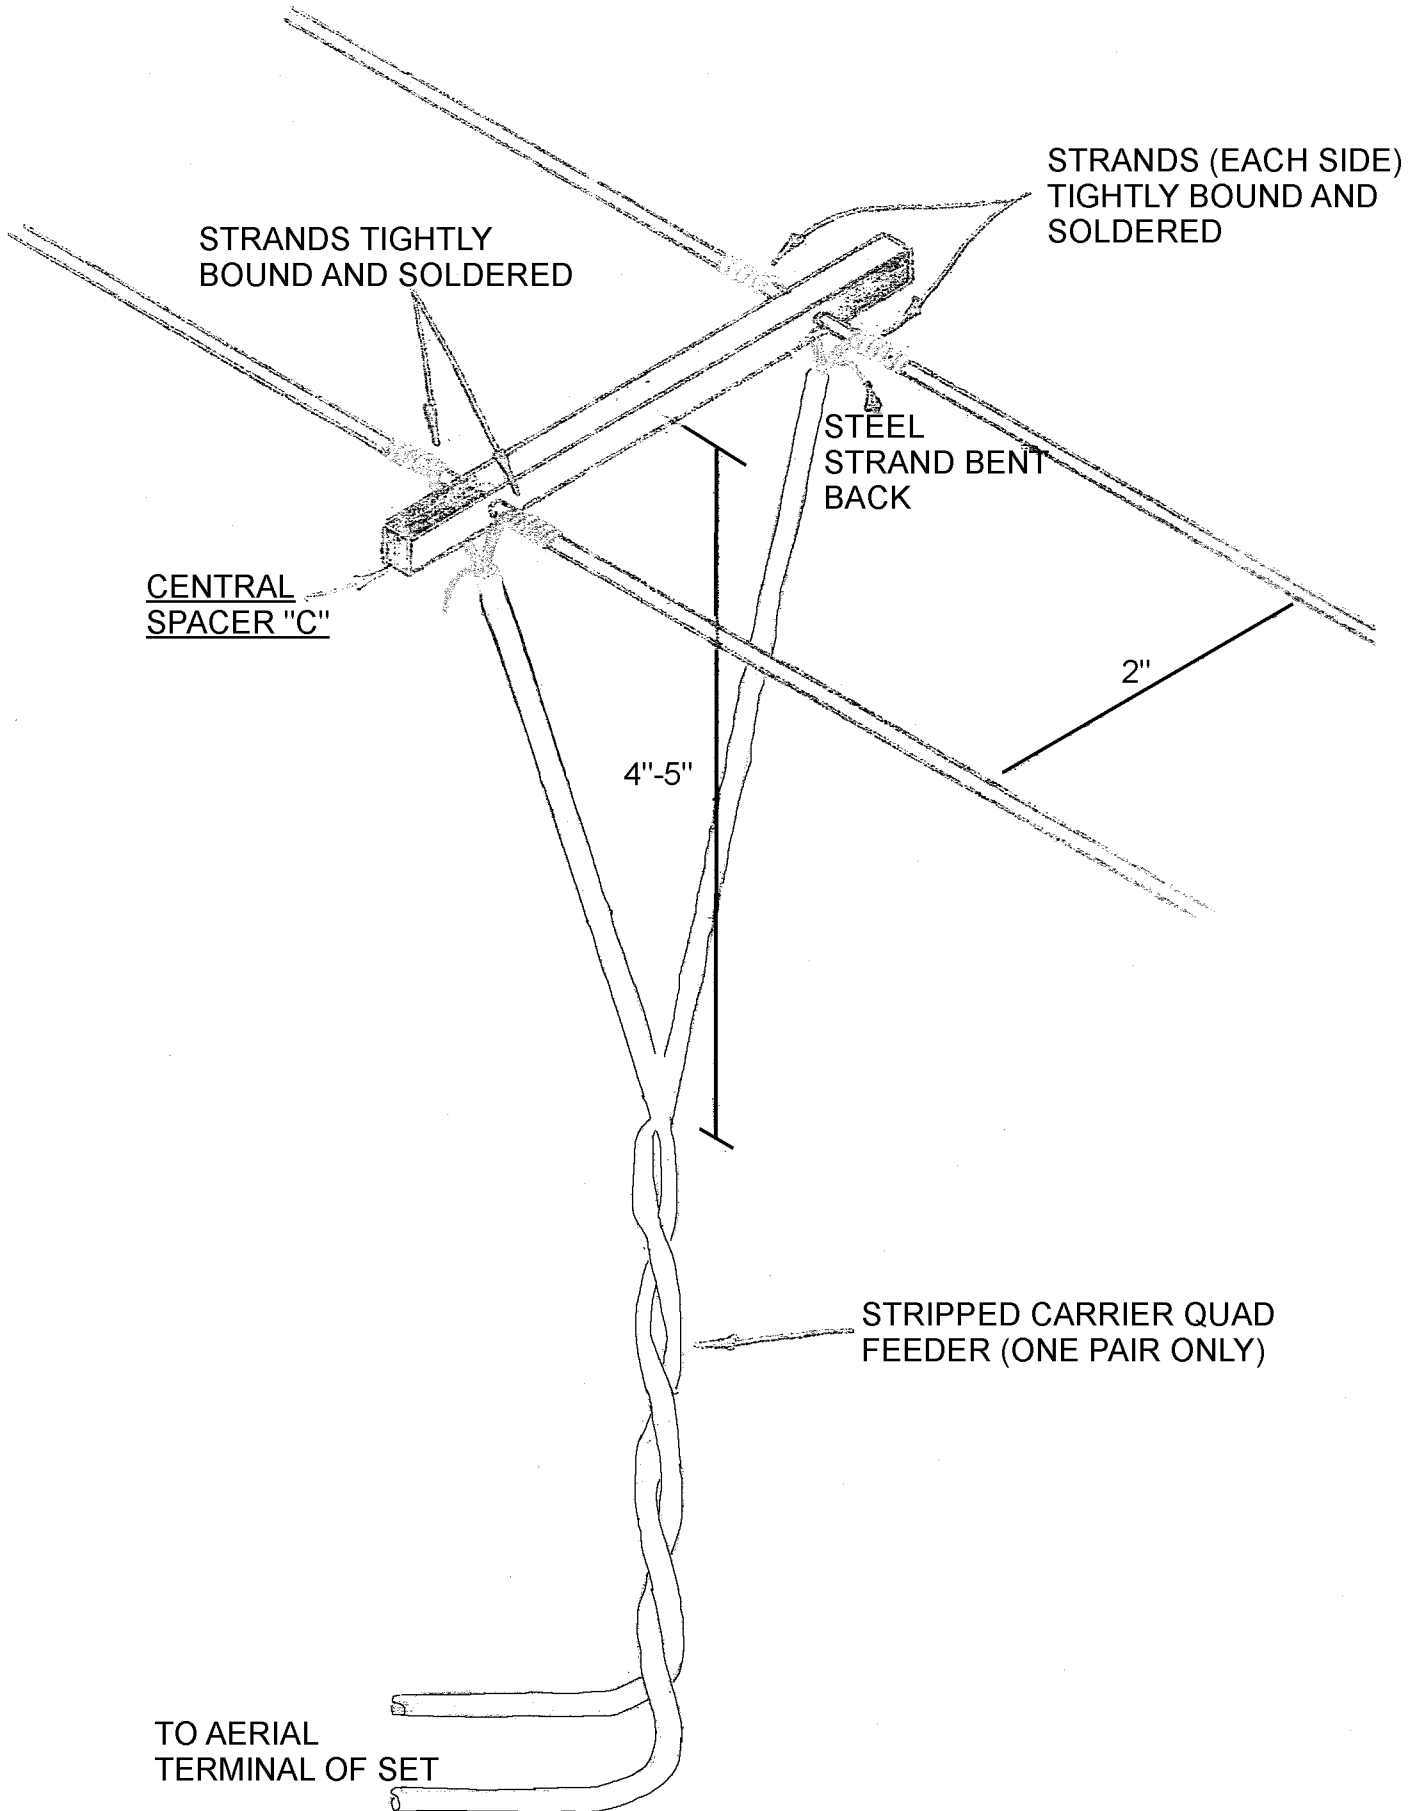 STRANDS (EACH SIDE)
TIGHTLY BOUND AND
SOLDERED
STRANDS TIGHTLY
BOUND AND SOLDERED
STEEL
STRAND BENT
BACK
CENTRAL
SPACER "C"
2"
4"-5"
STRIPPED CARRIER QUAD
FEEDER (ONE PAIR ONLY)
TO AERIAL
TERMINAL OF SET